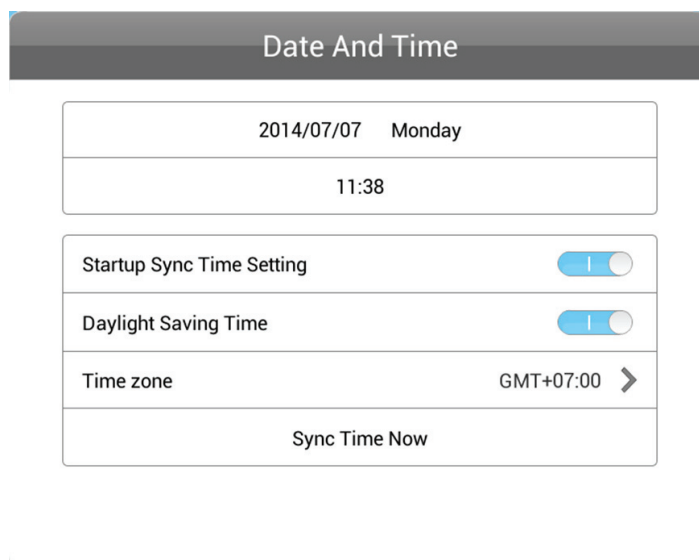 Date And Time
2014/07/07 Monday
11:38
Startup Sync Time Setting
Daylight Saving Time
Time zone GMT+07:00
Sync Time Now